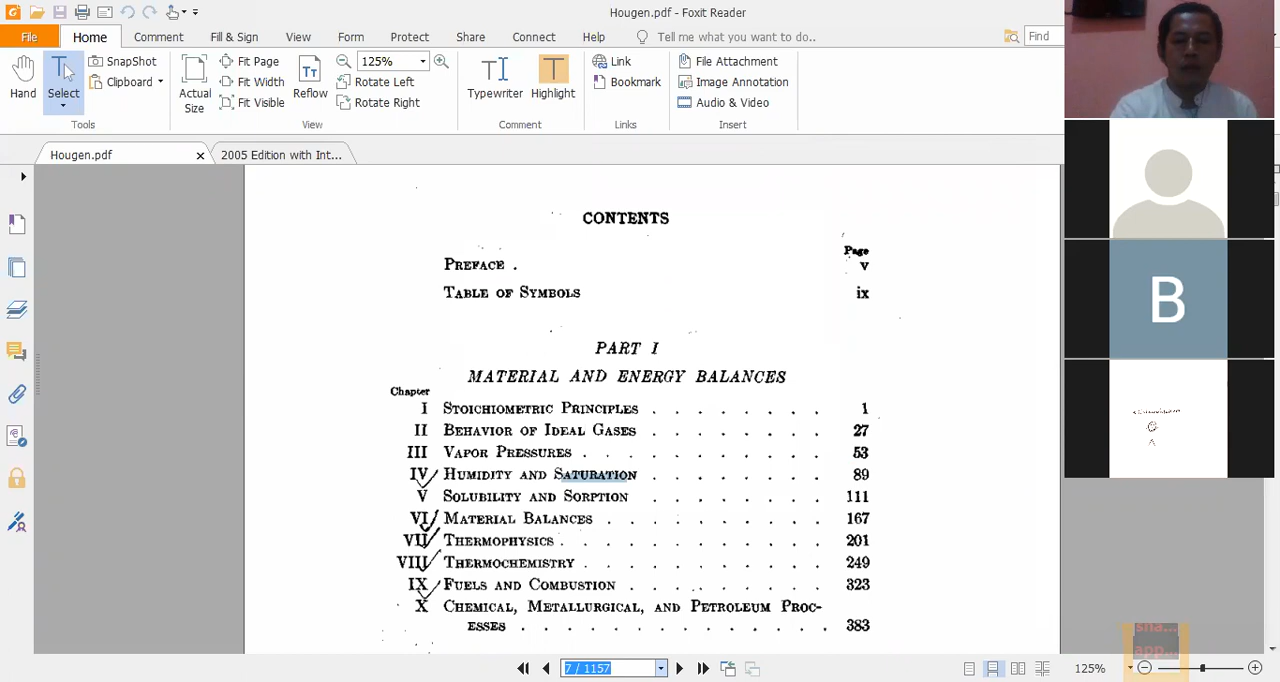 Hougen.pdf - Foxit Reader
File
Home
Comment
Fill & Sign
View
Form
Protect
Share
Connect
Help
Tell me what you want to do..
Find
Hand
Select
SnapShot
Clipboard
Actual
Size
Fit Page
Fit Width
Fit Visible
Reflow
125%
Rotate Left
Rotate Right
Typewriter
Highlight
Link
Bookmark
File Attachment
Image Annotation
Audio & Video
Tools
View
Comment
Links
Insert
Hougen.pdf
2005 Edition with Int...
CONTENTS
Page
PREFACE . v
TABLE OF SYMBOLS ix
PART I
MATERIAL AND ENERGY BALANCES
Chapter
I STOICHIOMETRIC PRINCIPLES . . . . . . . . 1
II BEHAVIOR OF IDEAL GASES . . . . . . . . 27
III VAPOR PRESSURES . . . . . . . . . . . 53
IV HUMIDITY AND SATURATION . . . . . . . . 89
V SOLUBILITY AND SORPTION . . . . . . . . 111
VI MATERIAL BALANCES . . . . . . . . . . 167
VII THERMOPHYSICS . . . . . . . . . . . . 201
VIII THERMOCHEMISTRY . . . . . . . . . . . 249
IX FUELS AND COMBUSTION . . . . . . . . . 323
X CHEMICAL, METALLURGICAL, AND PETROLEUM PROC-
ESSES . . . . . . . . . . . . . . 383
B
7 / 1157
125%